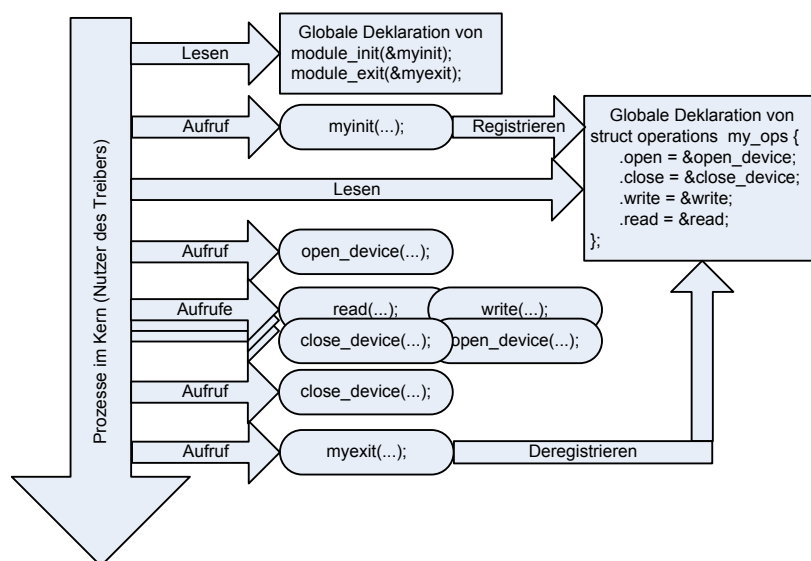 Prozesse im Kern (Nutzer des Treibers)
Lesen
Globale Deklaration von
module_init(&myinit);
module_exit(&myexit);
Aufruf
myinit(...);
Registrieren
Globale Deklaration von
struct operations my_ops {
.open = &open_device;
.close = &close_device;
.write = &write;
.read = &read;
};
Lesen
Aufruf
open_device(...);
Aufrufe
read(...);
write(...);
close_device(...);
open_device(...);
Aufruf
close_device(...);
Aufruf
myexit(...);
Deregistrieren